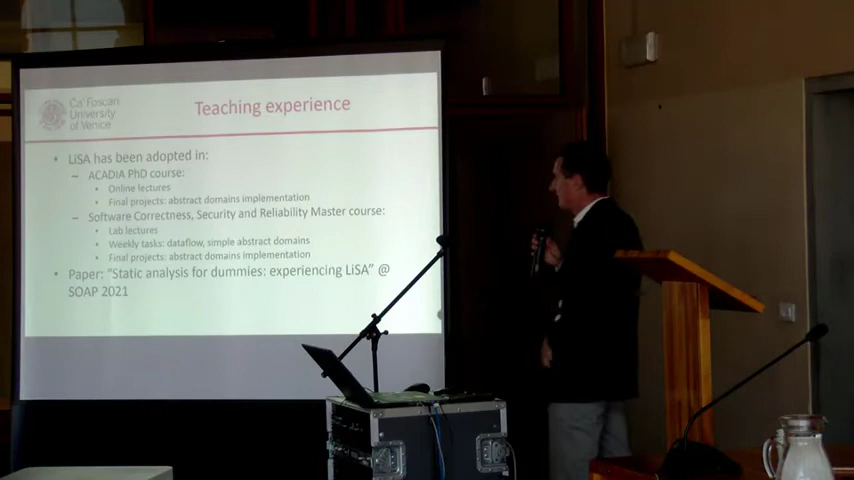 Ca' Foscari
University
of Venice
Teaching experience
• LiSA has been adopted in:
– ACADIA PhD course:
• Online lectures
• Final projects: abstract domains implementation
– Software Correctness, Security and Reliability Master course:
• Lab lectures
• Weekly tasks: dataflow, simple abstract domains
• Final projects: abstract domains implementation
• Paper: "Static analysis for dummies: experiencing LiSA" @
SOAP 2021